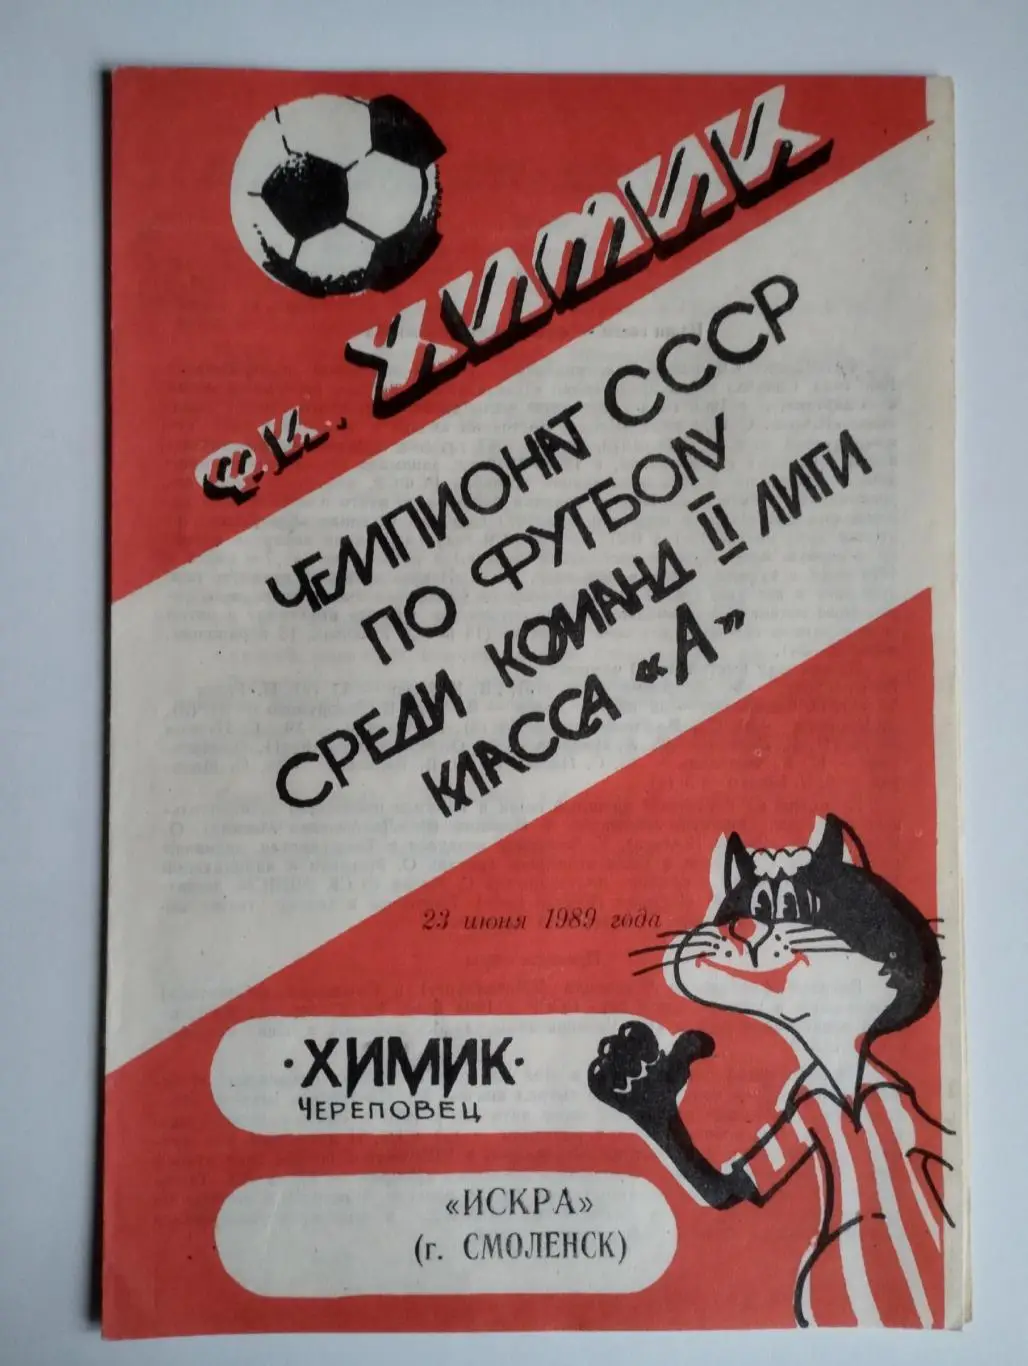 Ф.К. ХИМИК
ЧЕМПИОНАТ СССР
ПО ФУТБОЛУ
СРЕДИ КОМАНД II ЛИГИ
КЛАССА «А»
23 июня 1989 года
·ХИМИК·
ЧЕРЕПОВЕЦ
«ИСКРА»
(г. СМОЛЕНСК)